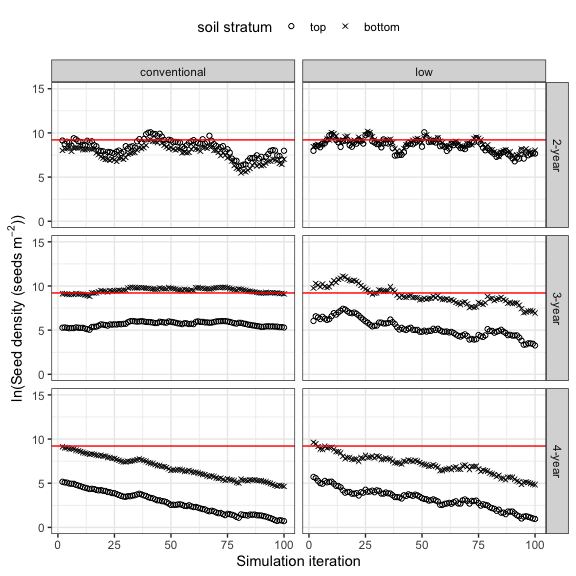 soil stratum top bottom
conventional low
15
10
5
0
2-year
15
10
5
0
3-year
15
10
5
0
4-year
ln(Seed density (seeds m⁻²))
0 25 50 75 100 0 25 50 75 100
Simulation iteration